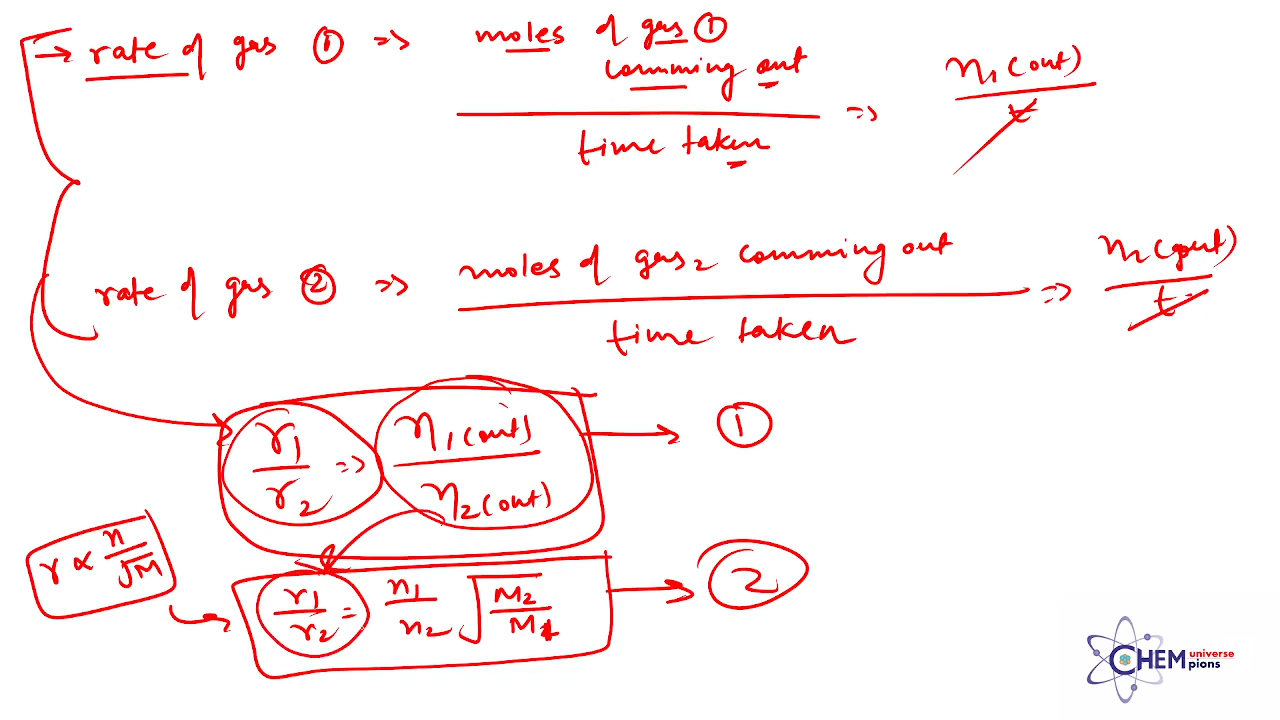 → rate of gas ① => moles of gas ① comming out / time taken => n₁(out) / t
rate of gas ② => moles of gas₂ comming out / time taken => n₂(out) / t
r₁/r₂ => n₁(out)/n₂(out) → ①
r ∝ n/√M
r₁/r₂ = n₁/n₂ √M₂/M₁ → ②
CHEM universe pions